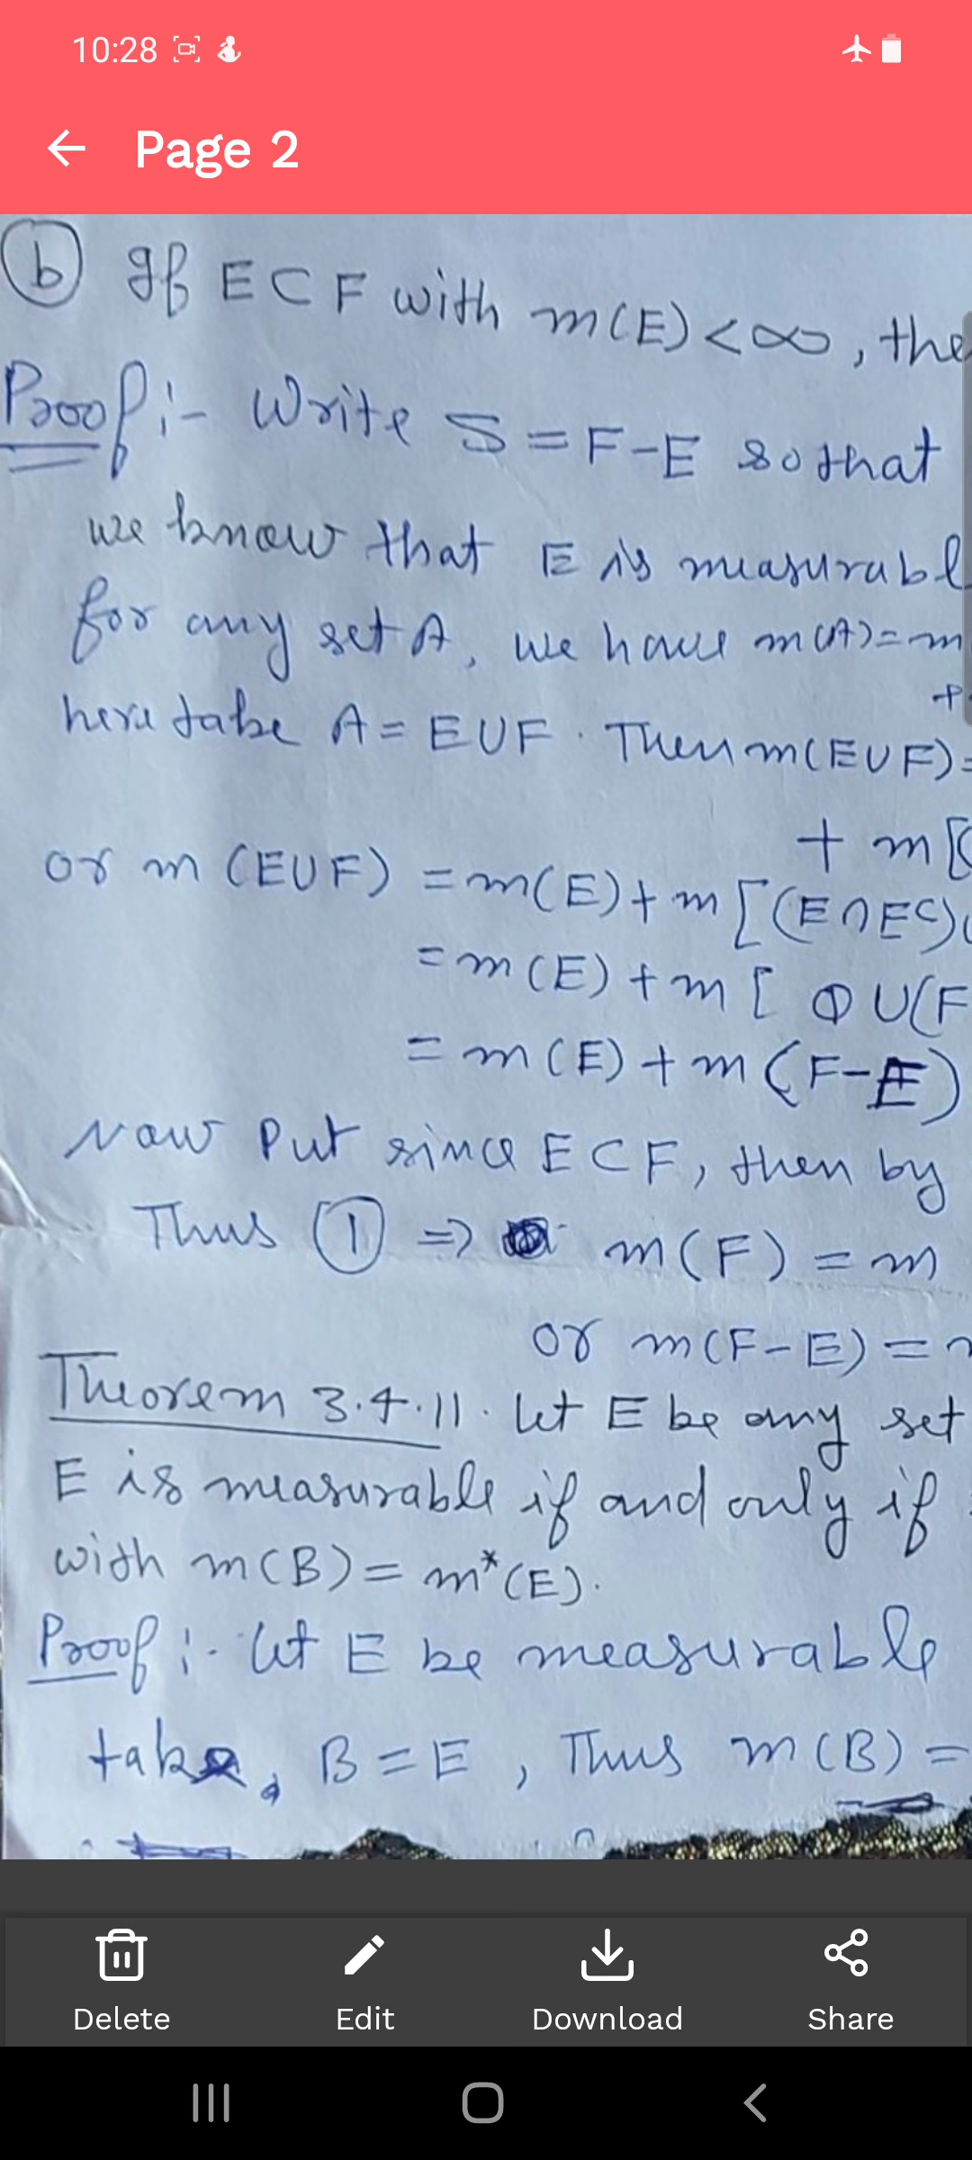 10:28
Page 2
(b) If E ⊂ F with m(E) < ∞, the
Proof:- Write S = F-E so that
we know that E is measurabl
for any set A, we have m(A) = m
+
here take A = E∪F. Then m(E∪F) =
+ m[(
or m(E∪F) = m(E) + m[(E∩Eᶜ)∪
= m(E) + m[Φ∪(F
= m(E) + m(F-E)
Now Put since E⊂F, then by
Thus (1) ⇒ m(F) = m
or m(F-E) =
Theorem 3.4.11. Let E be any set
E is measurable if and only if
with m(B) = m*(E).
Proof:- Let E be measurable
take, B = E, Thus m(B) =
Delete
Edit
Download
Share